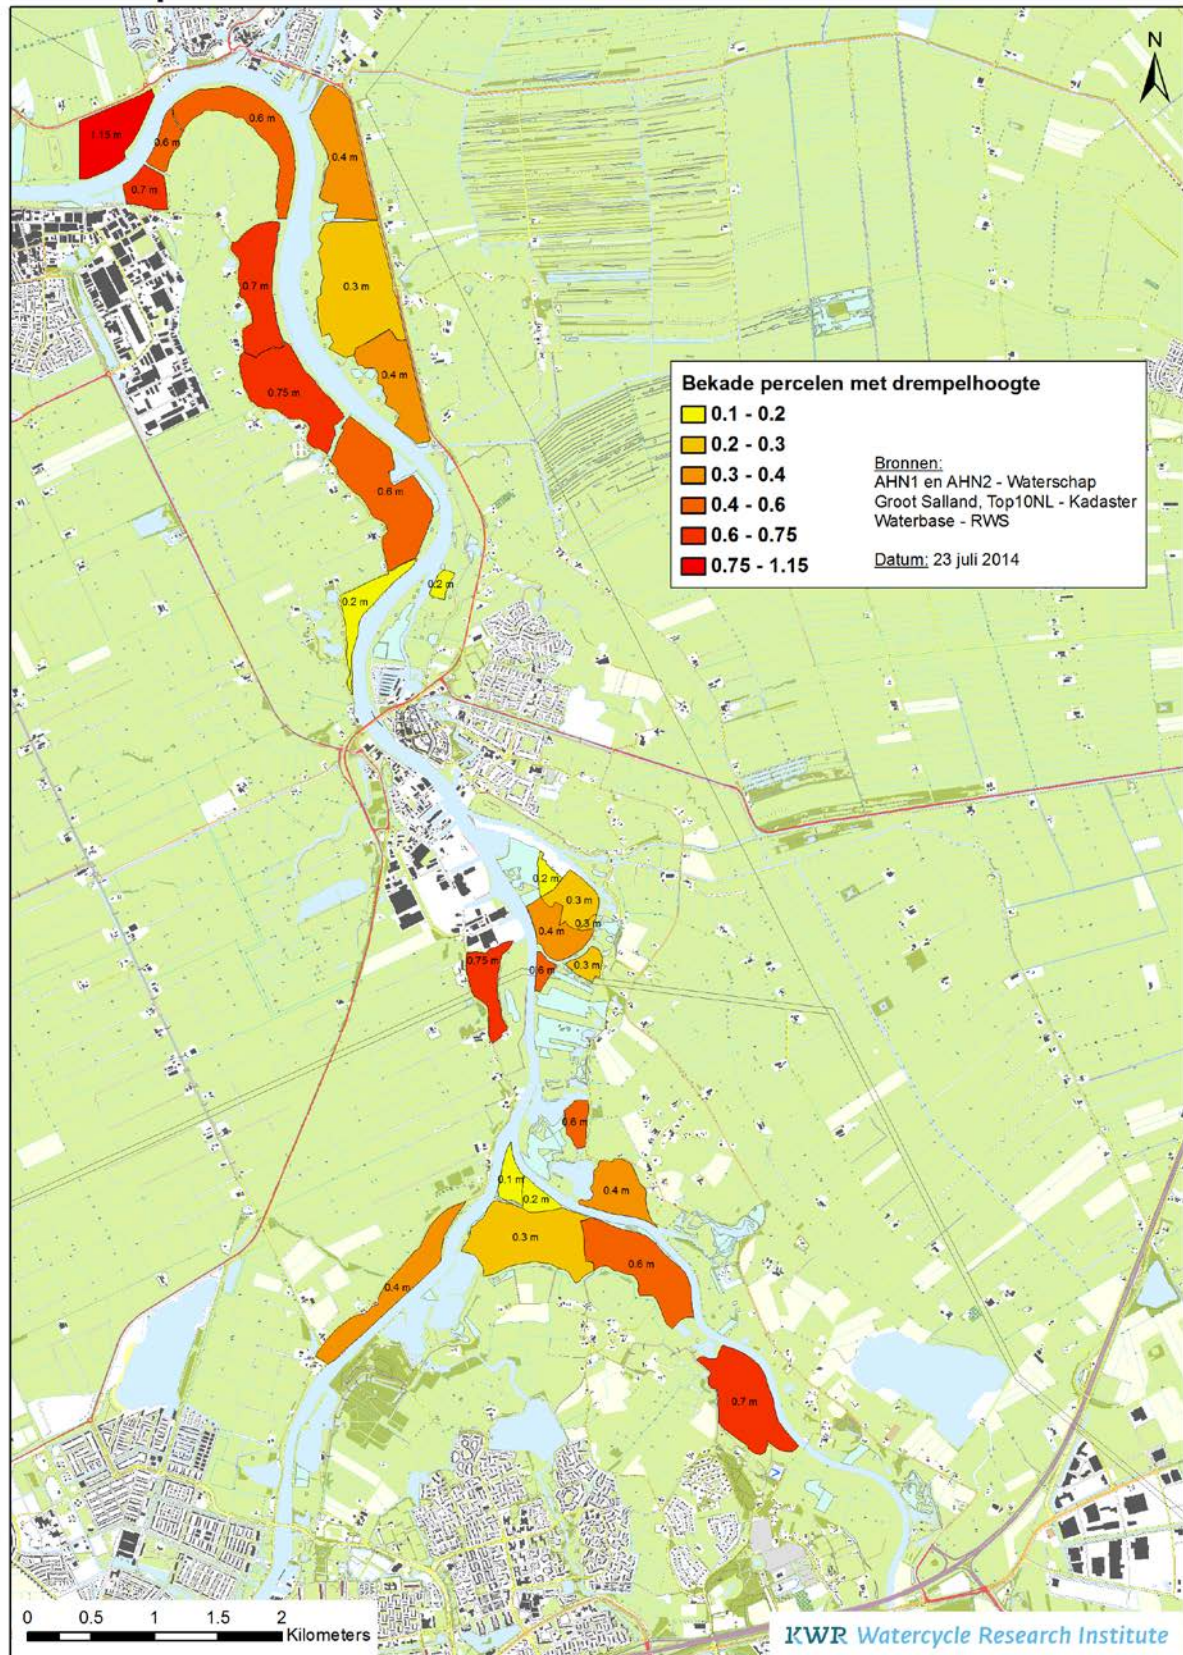 N
1.15 m
0.6 m
0.6 m
0.7 m
0.4 m
0.7 m
0.3 m
0.75 m
0.4 m
0.6 m
Bekade percelen met drempelhoogte
0.1 - 0.2
0.2 - 0.3
0.3 - 0.4
0.4 - 0.6
0.6 - 0.75
0.75 - 1.15
Bronnen:
AHN1 en AHN2 - Waterschap
Groot Salland, Top10NL - Kadaster
Waterbase - RWS
Datum: 23 juli 2014
0.2 m
0.2 m
0.2 m
0.3 m
0.3 m
0.4 m
0.75 m
0.6 m
0.3 m
0.6 m
0.1 m
0.2 m
0.4 m
0.3 m
0.6 m
0.4 m
0.7 m
0 0.5 1 2
Kilometers
KWR Watercycle Research Institute